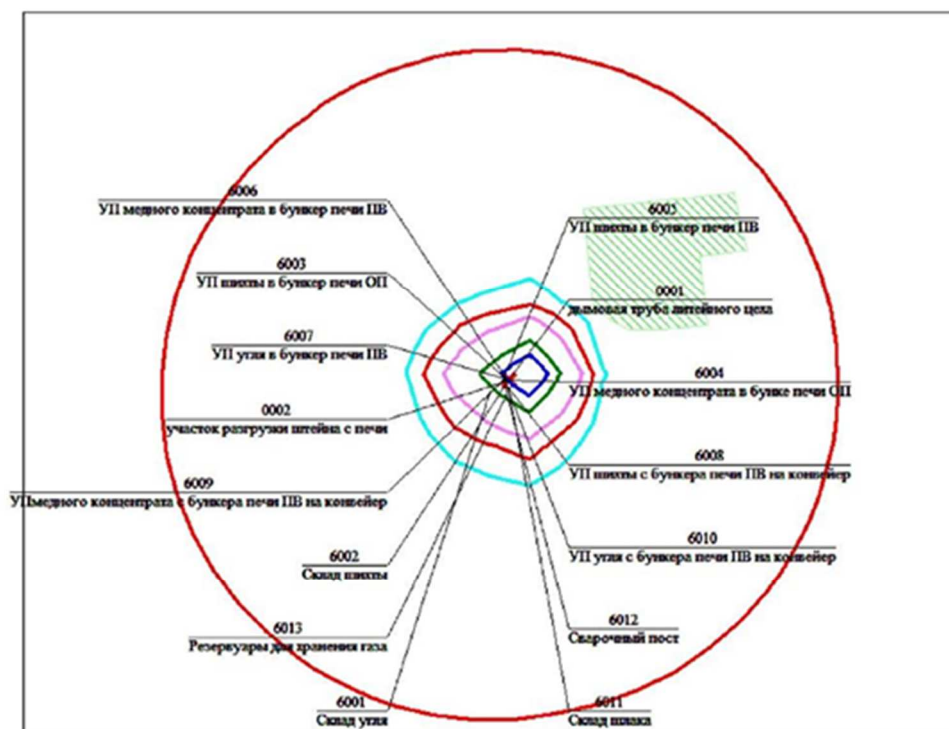 6006
УП медного концентрата в бункер печи ПВ
6005
УП шихты в бункер печи ПВ
6003
УП шихты в бункер печи ОП
0001
дымовая труба литейного цеха
6007
УП угля в бункер печи ПВ
6004
УП медного концентрата в бунке печи ОП
0002
участок разгрузки штейна с печи
6008
УП шихты с бункера печи ПВ на конвейер
6009
УПмедного концентрата с бункера печи ПВ на конвейер
6010
УП угля с бункера печи ПВ на конвейер
6002
Склад шихты
6012
Сварочный пост
6013
Резервуары для хранения газа
6001
Склад угля
6011
Склад шлака